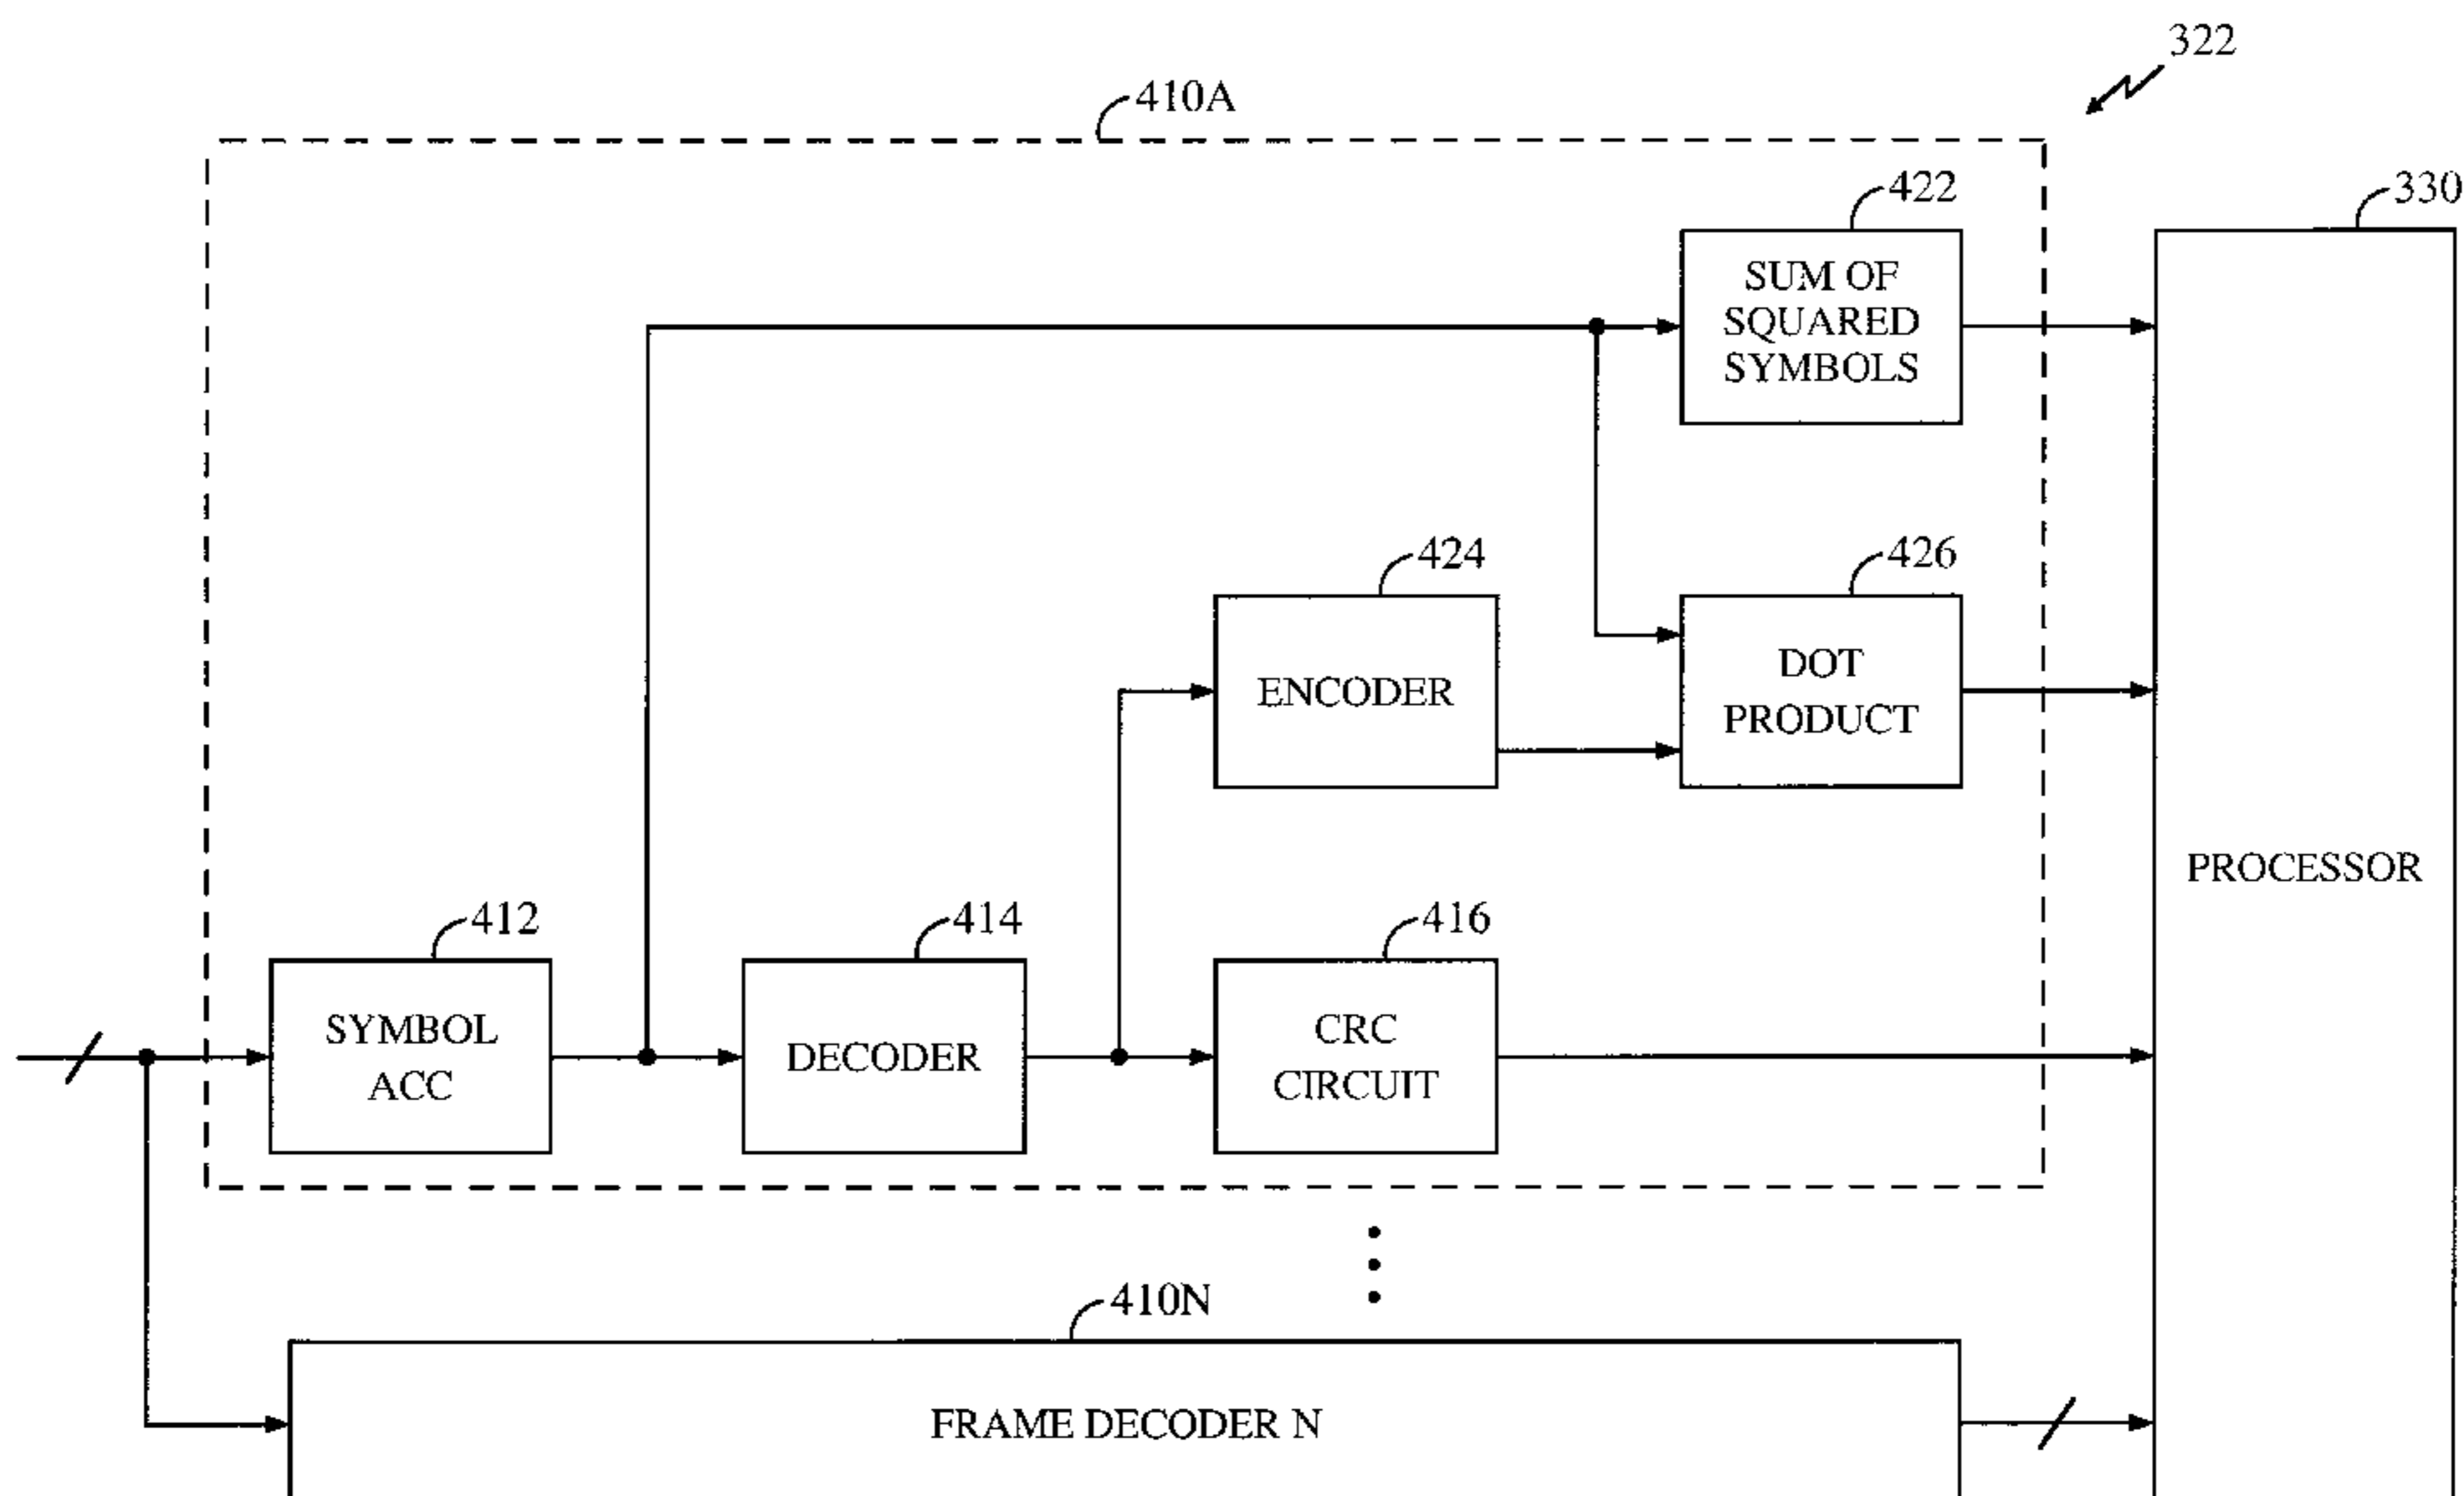 322
410A
422
330
SUM OF
SQUARED
SYMBOLS
424
426
ENCODER
DOT
PRODUCT
PROCESSOR
412
414
416
SYMBOL
ACC
DECODER
CRC
CIRCUIT
410N
FRAME DECODER N